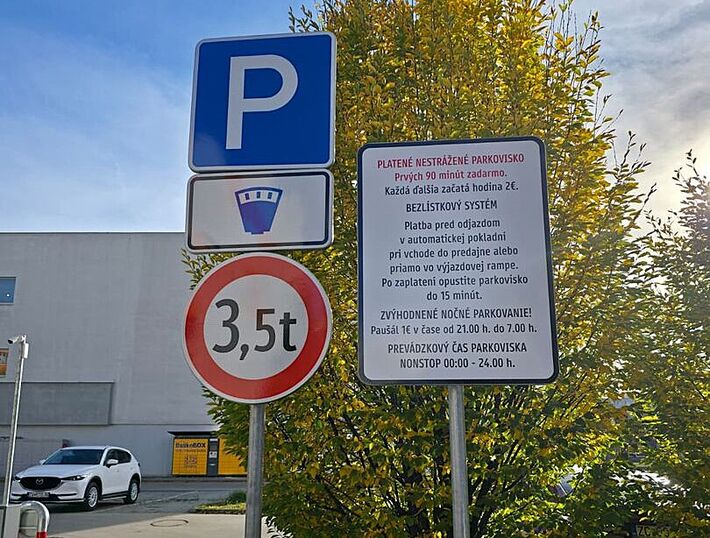 P
3,5t
PLATENÉ NESTRÁŽENÉ PARKOVISKO
Prvých 90 minút zadarmo.
Každá ďalšia začatá hodina 2€.
BEZLÍSTKOVÝ SYSTÉM
Platba pred odjazdom
v automatickej pokladni
pri vchode do predajne alebo
priamo vo výjazdovej rampe.
Po zaplatení opustite parkovisko
do 15 minút.
ZVÝHODNENÉ NOČNÉ PARKOVANIE!
Paušál 1€ v čase od 21.00 h. do 7.00 h.
PREVÁDZKOVÝ ČAS PARKOVISKA
NONSTOP 00:00 - 24.00 h.
BalíkoBOX